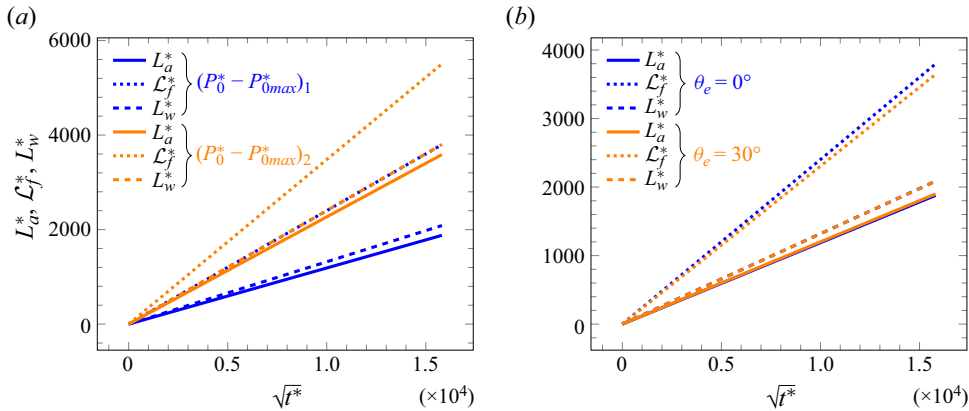 (a)
6000
4000
2000
0
L*a, ℒ*f, L*w
L*a
ℒ*f
L*w
(P*0 − P*0max)1
L*a
ℒ*f
L*w
(P*0 − P*0max)2
0
0.5
1.0
1.5
√t*
(×10⁴)
(b)
4000
3000
2000
1000
0
L*a
ℒ*f
L*w
θe = 0°
L*a
ℒ*f
L*w
θe = 30°
0
0.5
1.0
1.5
√t*
(×10⁴)